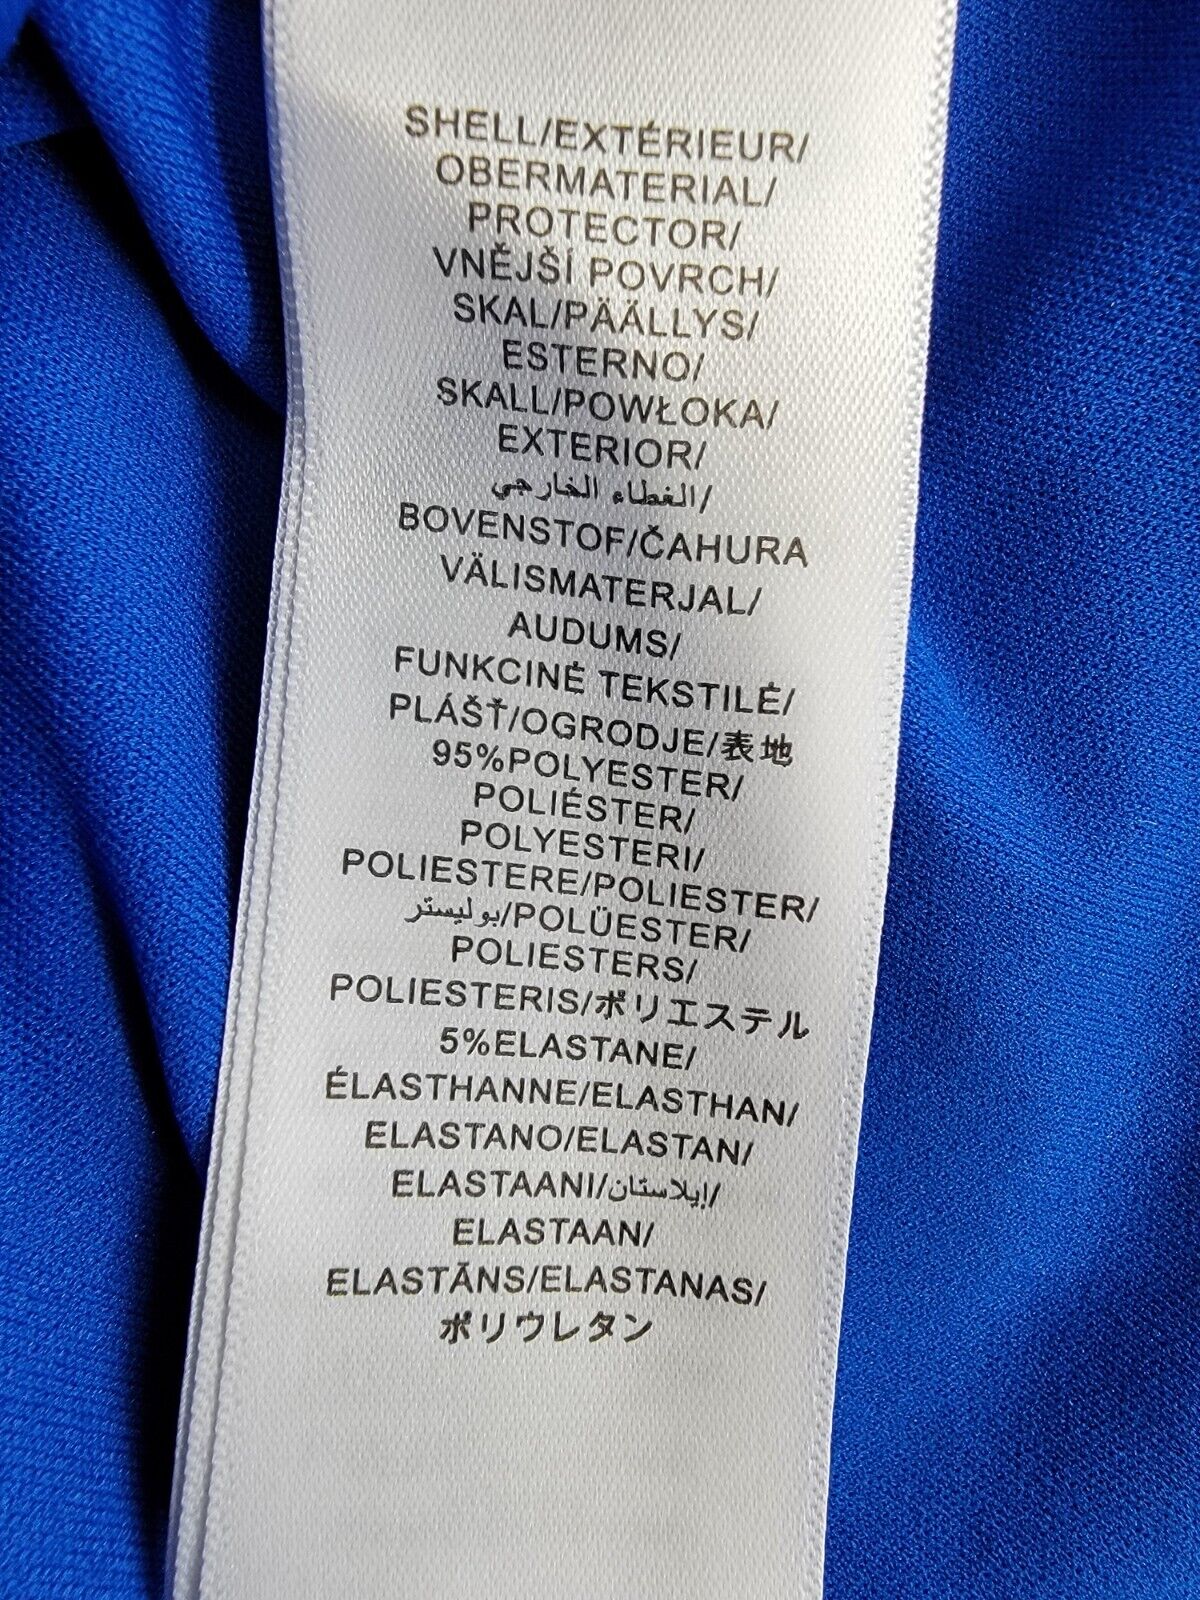 SHELL/EXTÉRIEUR/
OBERMATERIAL/
PROTECTOR/
VNĚJŠÍ POVRCH/
SKAL/PÄÄLLYS/
ESTERNO/
SKALL/POWŁOKA/
EXTERIOR/
الغطاء الخارجي/
BOVENSTOF/ČAHURA
VÄLISMATERJAL/
AUDUMS/
FUNKCINĖ TEKSTILĖ/
PLÁŠŤ/OGRODJE/表地
95%POLYESTER/
POLIÉSTER/
POLYESTERI/
POLIESTERE/POLIESTER/
بوليستر/POLÜESTER/
POLIESTERS/
POLIESTERIS/ポリエステル
5%ELASTANE/
ÉLASTHANNE/ELASTHAN/
ELASTANO/ELASTAN/
ELASTAANI/إيلاستان/
ELASTAAN/
ELASTĀNS/ELASTANAS/
ポリウレタン